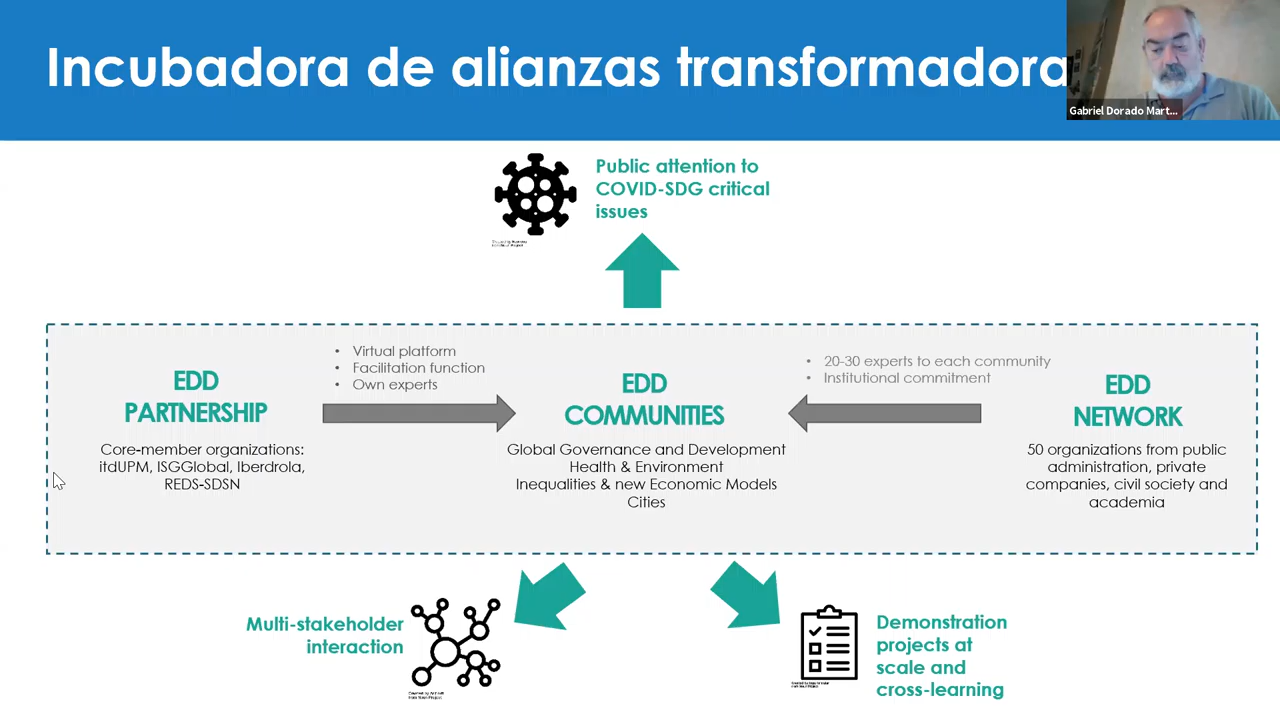 Incubadora de alianzas transformadora
Gabriel Dorado Mart...
Public attention to
COVID-SDG critical
issues
• Virtual platform
• Facilitation function
• Own experts
• 20-30 experts to each community
• Institutional commitment
EDD
PARTNERSHIP
Core-member organizations:
itdUPM, ISGGlobal, Iberdrola,
REDS-SDSN
EDD
COMMUNITIES
Global Governance and Development
Health & Environment
Inequalities & new Economic Models
Cities
EDD
NETWORK
50 organizations from public
administration, private
companies, civil society and
academia
Multi-stakeholder
interaction
Demonstration
projects at
scale and
cross-learning